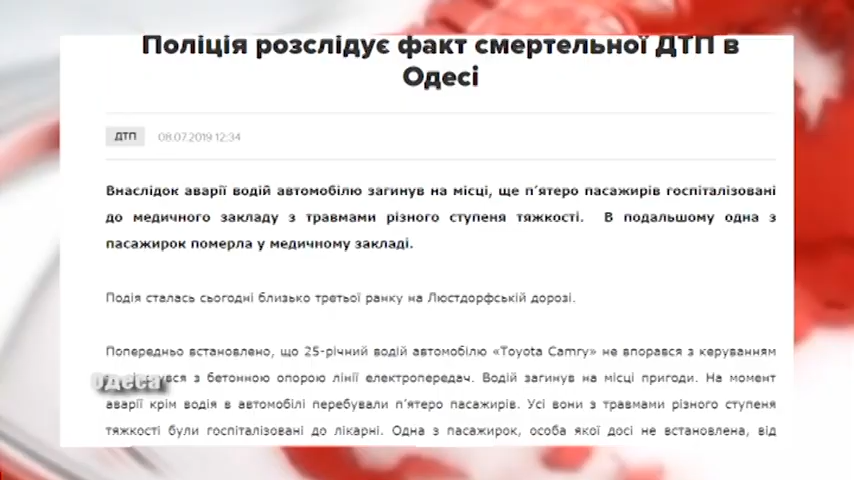 Поліція розслідує факт смертельної ДТП в
Одесі
ДТП 08.07.2019 12:34
Внаслідок аварії водій автомобілю загинув на місці, ще п'ятеро пасажирів госпіталізовані
до медичного закладу з травмами різного ступеня тяжкості. В подальшому одна з
пасажирок померла у медичному закладі.
Подія сталась сьогодні близько третьої ранку на Люстдорфській дорозі.
Попередньо встановлено, що 25-річний водій автомобілю «Toyota Camry» не впорався з керуванням
Одеса
з бетонною опорою лінії електропередач. Водій загинув на місці пригоди. На момент
аварії крім водія в автомобілі перебували п'ятеро пасажирів. Усі вони з травмами різного ступеня
тяжкості були госпіталізовані до лікарні. Одна з пасажирок, особа якої досі не встановлена, від